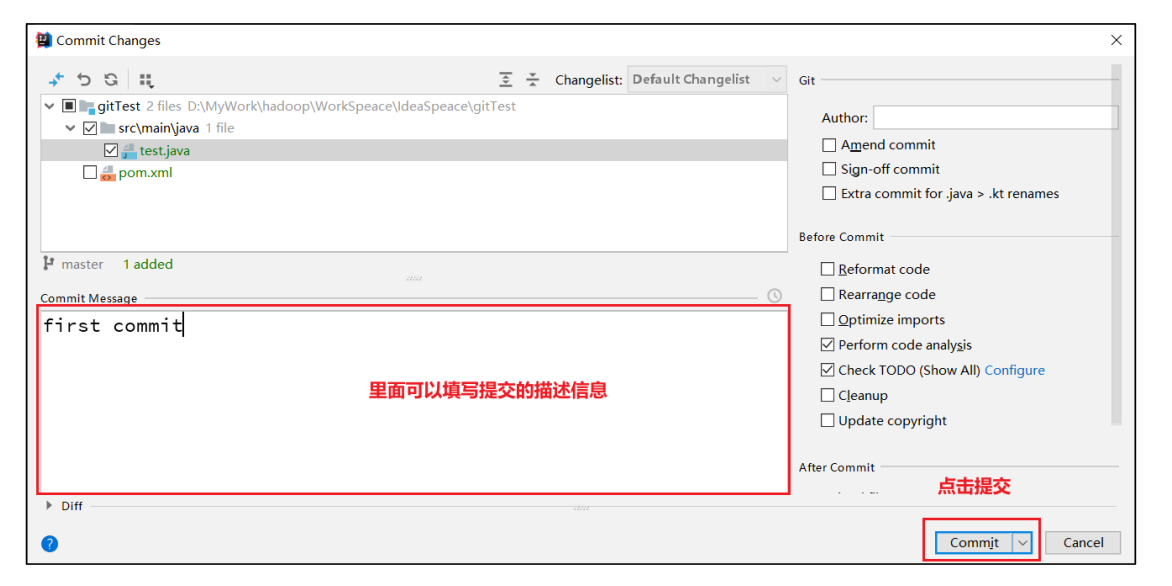 Commit Changes
Changelist: Default Changelist
gitTest 2 files D:\MyWork\hadoop\WorkSpeace\IdeaSpeace\gitTest
src\main\java 1 file
test.java
pom.xml
master 1 added
Commit Message
first commit
里面可以填写提交的描述信息
Diff
Git
Author:
Amend commit
Sign-off commit
Extra commit for .java > .kt renames
Before Commit
Reformat code
Rearrange code
Optimize imports
Perform code analysis
Check TODO (Show All) Configure
Cleanup
Update copyright
After Commit
点击提交
Commit
Cancel